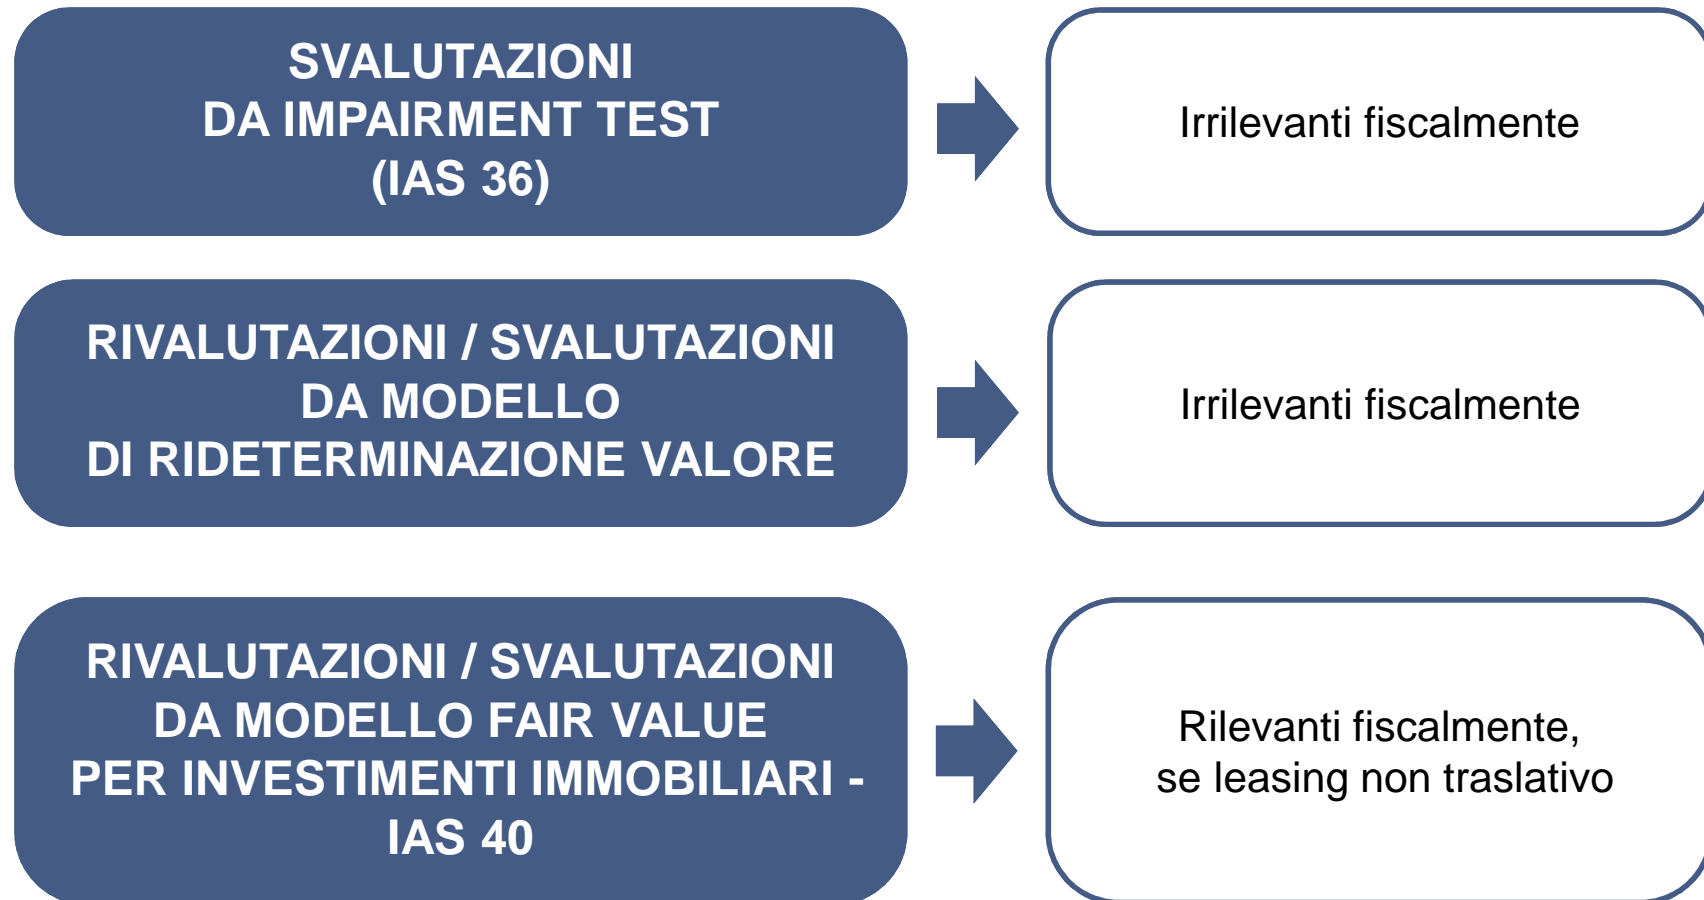 SVALUTAZIONI
DA IMPAIRMENT TEST
(IAS 36)
Irrilevanti fiscalmente
RIVALUTAZIONI / SVALUTAZIONI
DA MODELLO
DI RIDETERMINAZIONE VALORE
Irrilevanti fiscalmente
RIVALUTAZIONI / SVALUTAZIONI
DA MODELLO FAIR VALUE
PER INVESTIMENTI IMMOBILIARI -
IAS 40
Rilevanti fiscalmente,
se leasing non traslativo